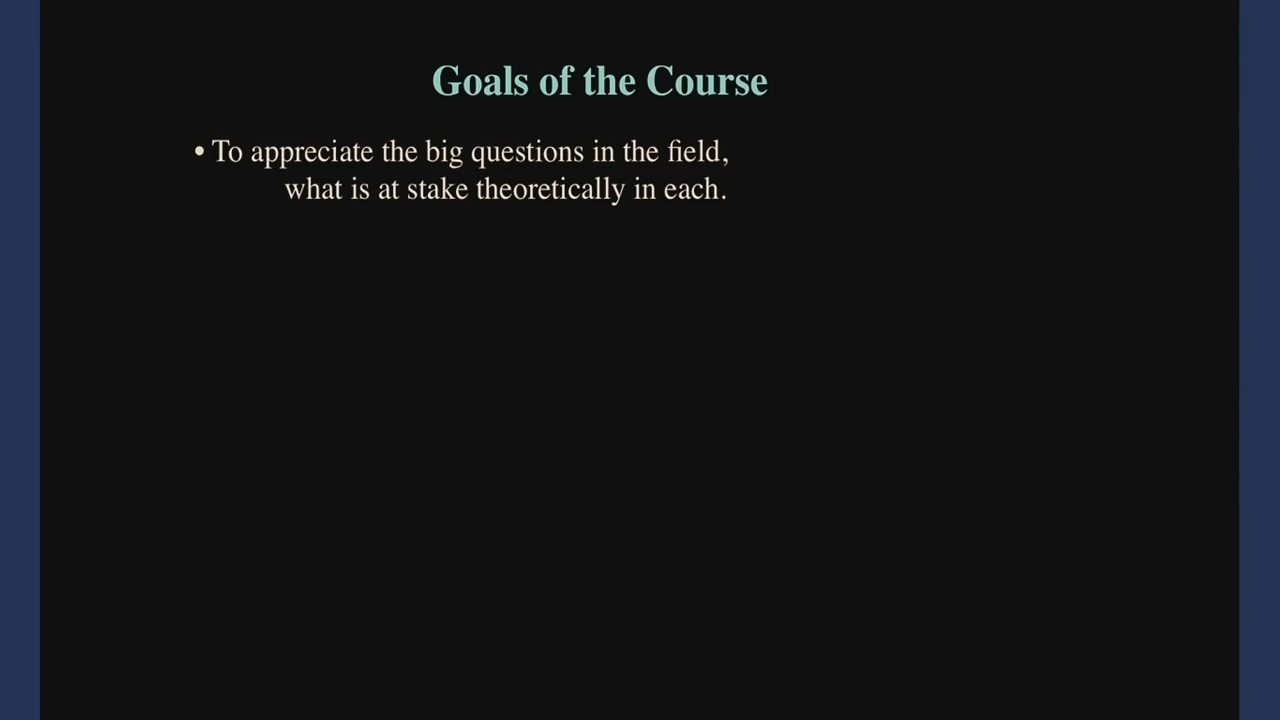 Goals of the Course
• To appreciate the big questions in the field,
what is at stake theoretically in each.